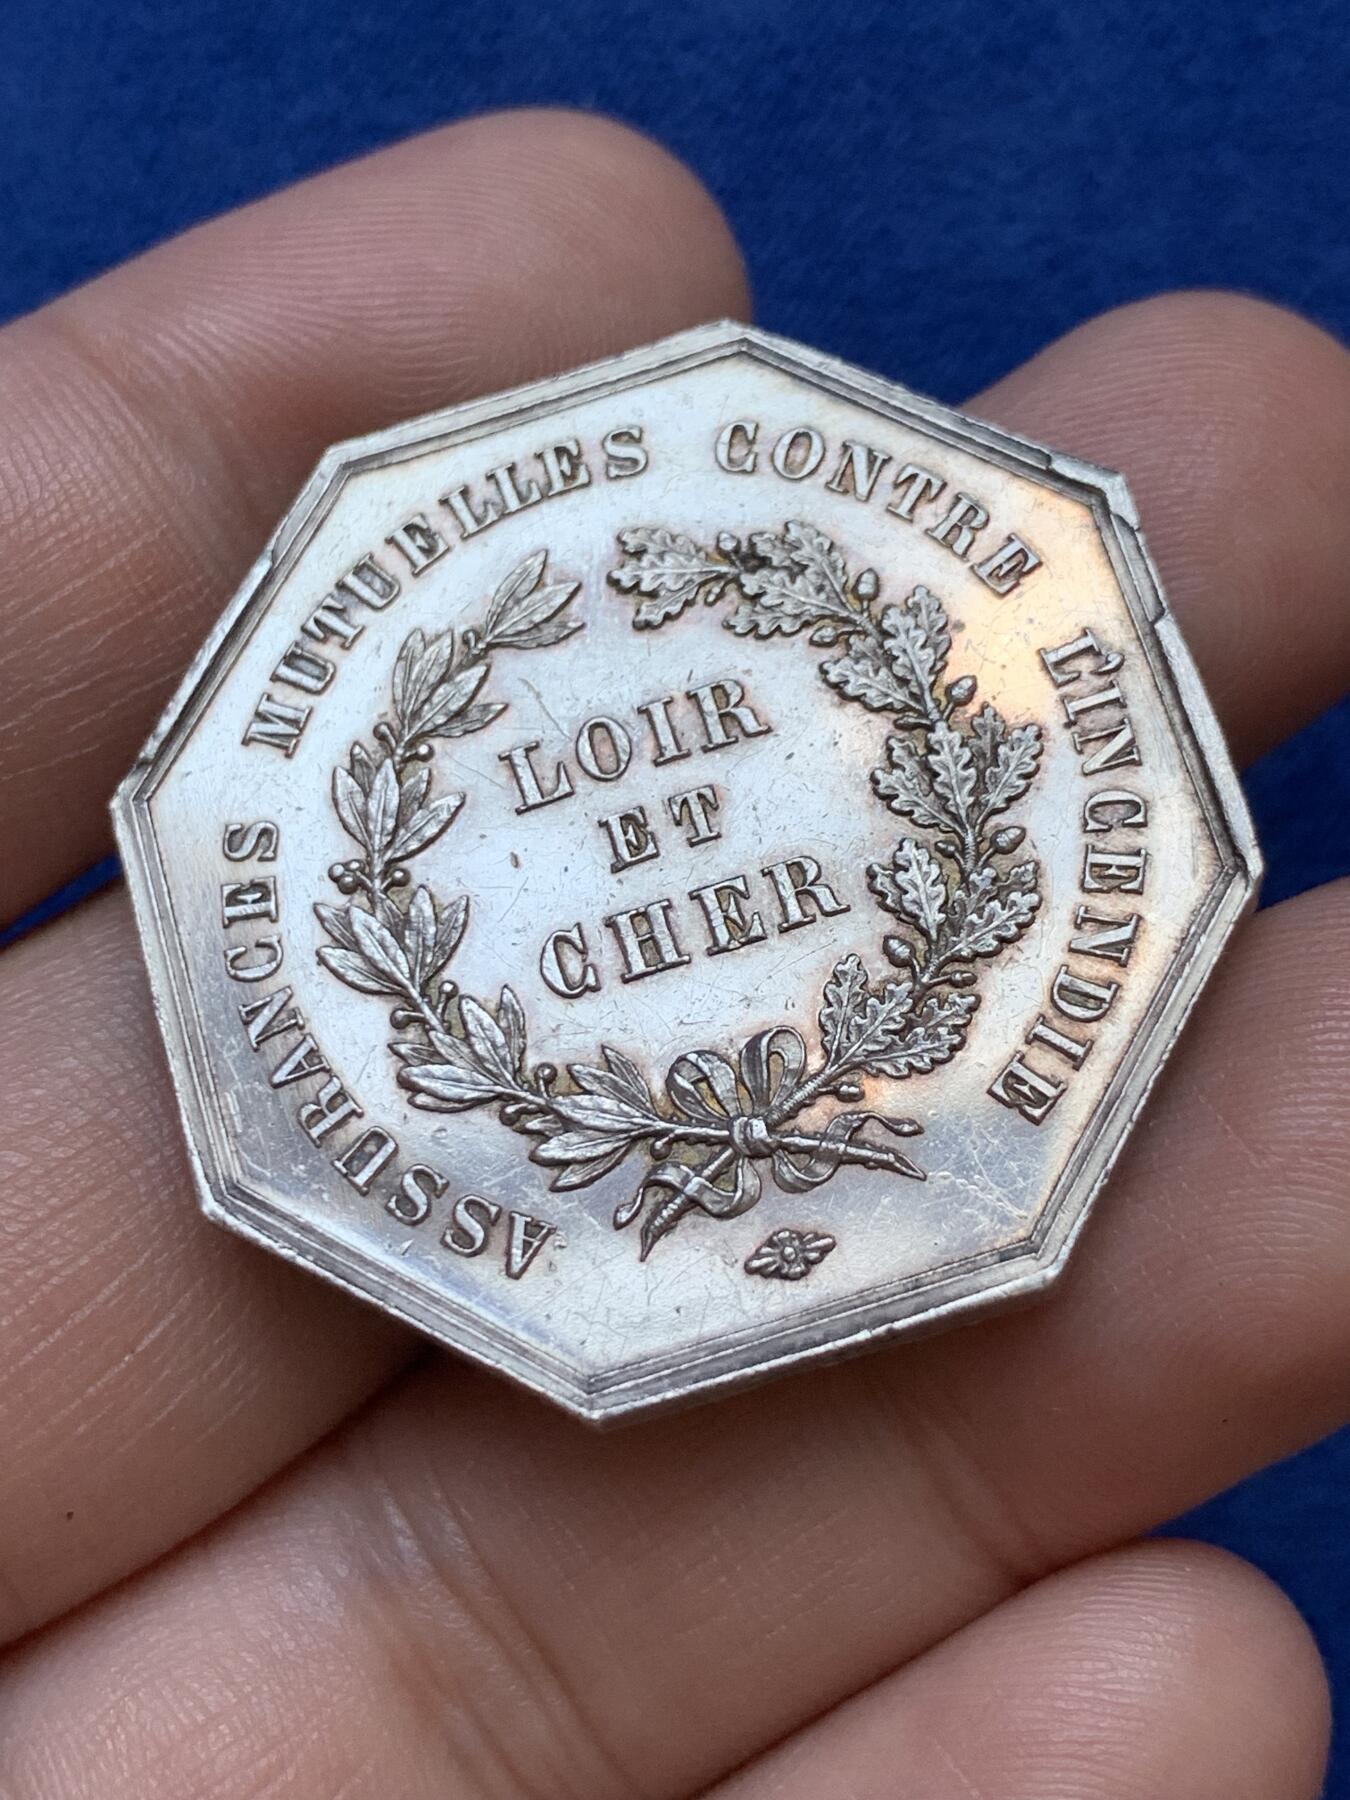 ASSURANCES MUTUELLES CONTRE L'INCENDIE
LOIR
ET
CHER